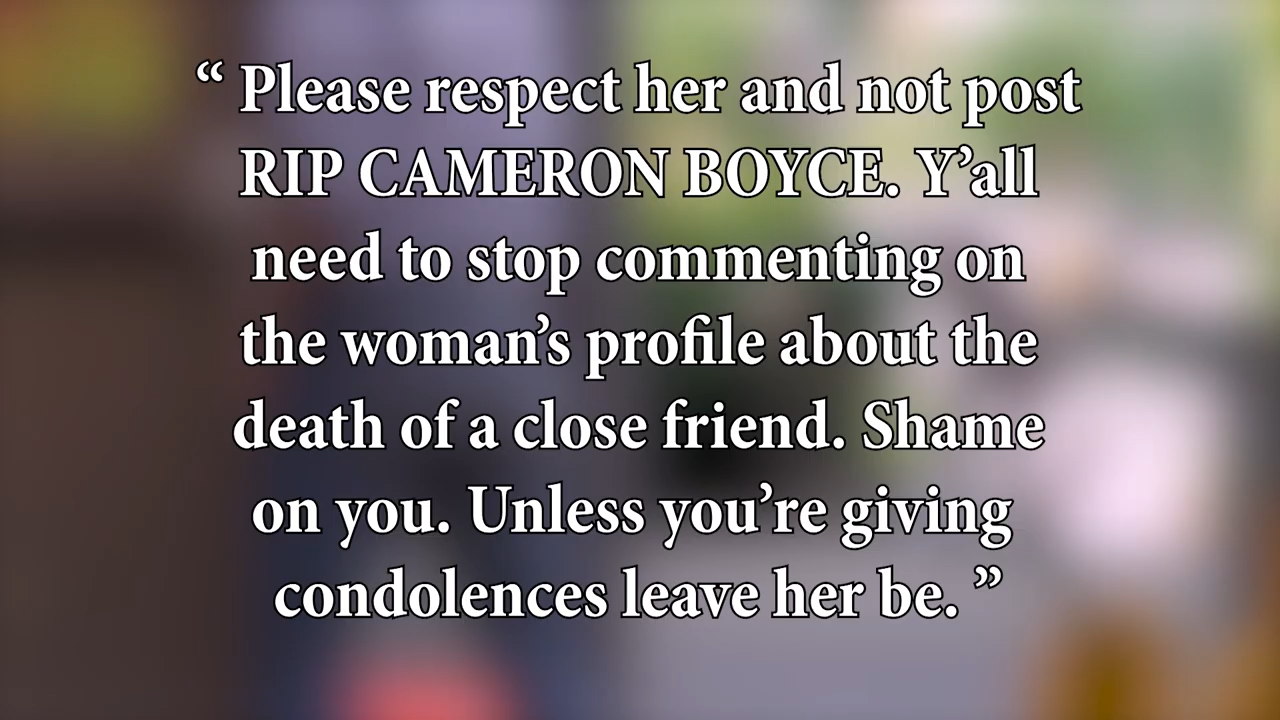 “ Please respect her and not post
RIP CAMERON BOYCE. Y’all
need to stop commenting on
the woman’s profile about the
death of a close friend. Shame
on you. Unless you’re giving
condolences leave her be. ”